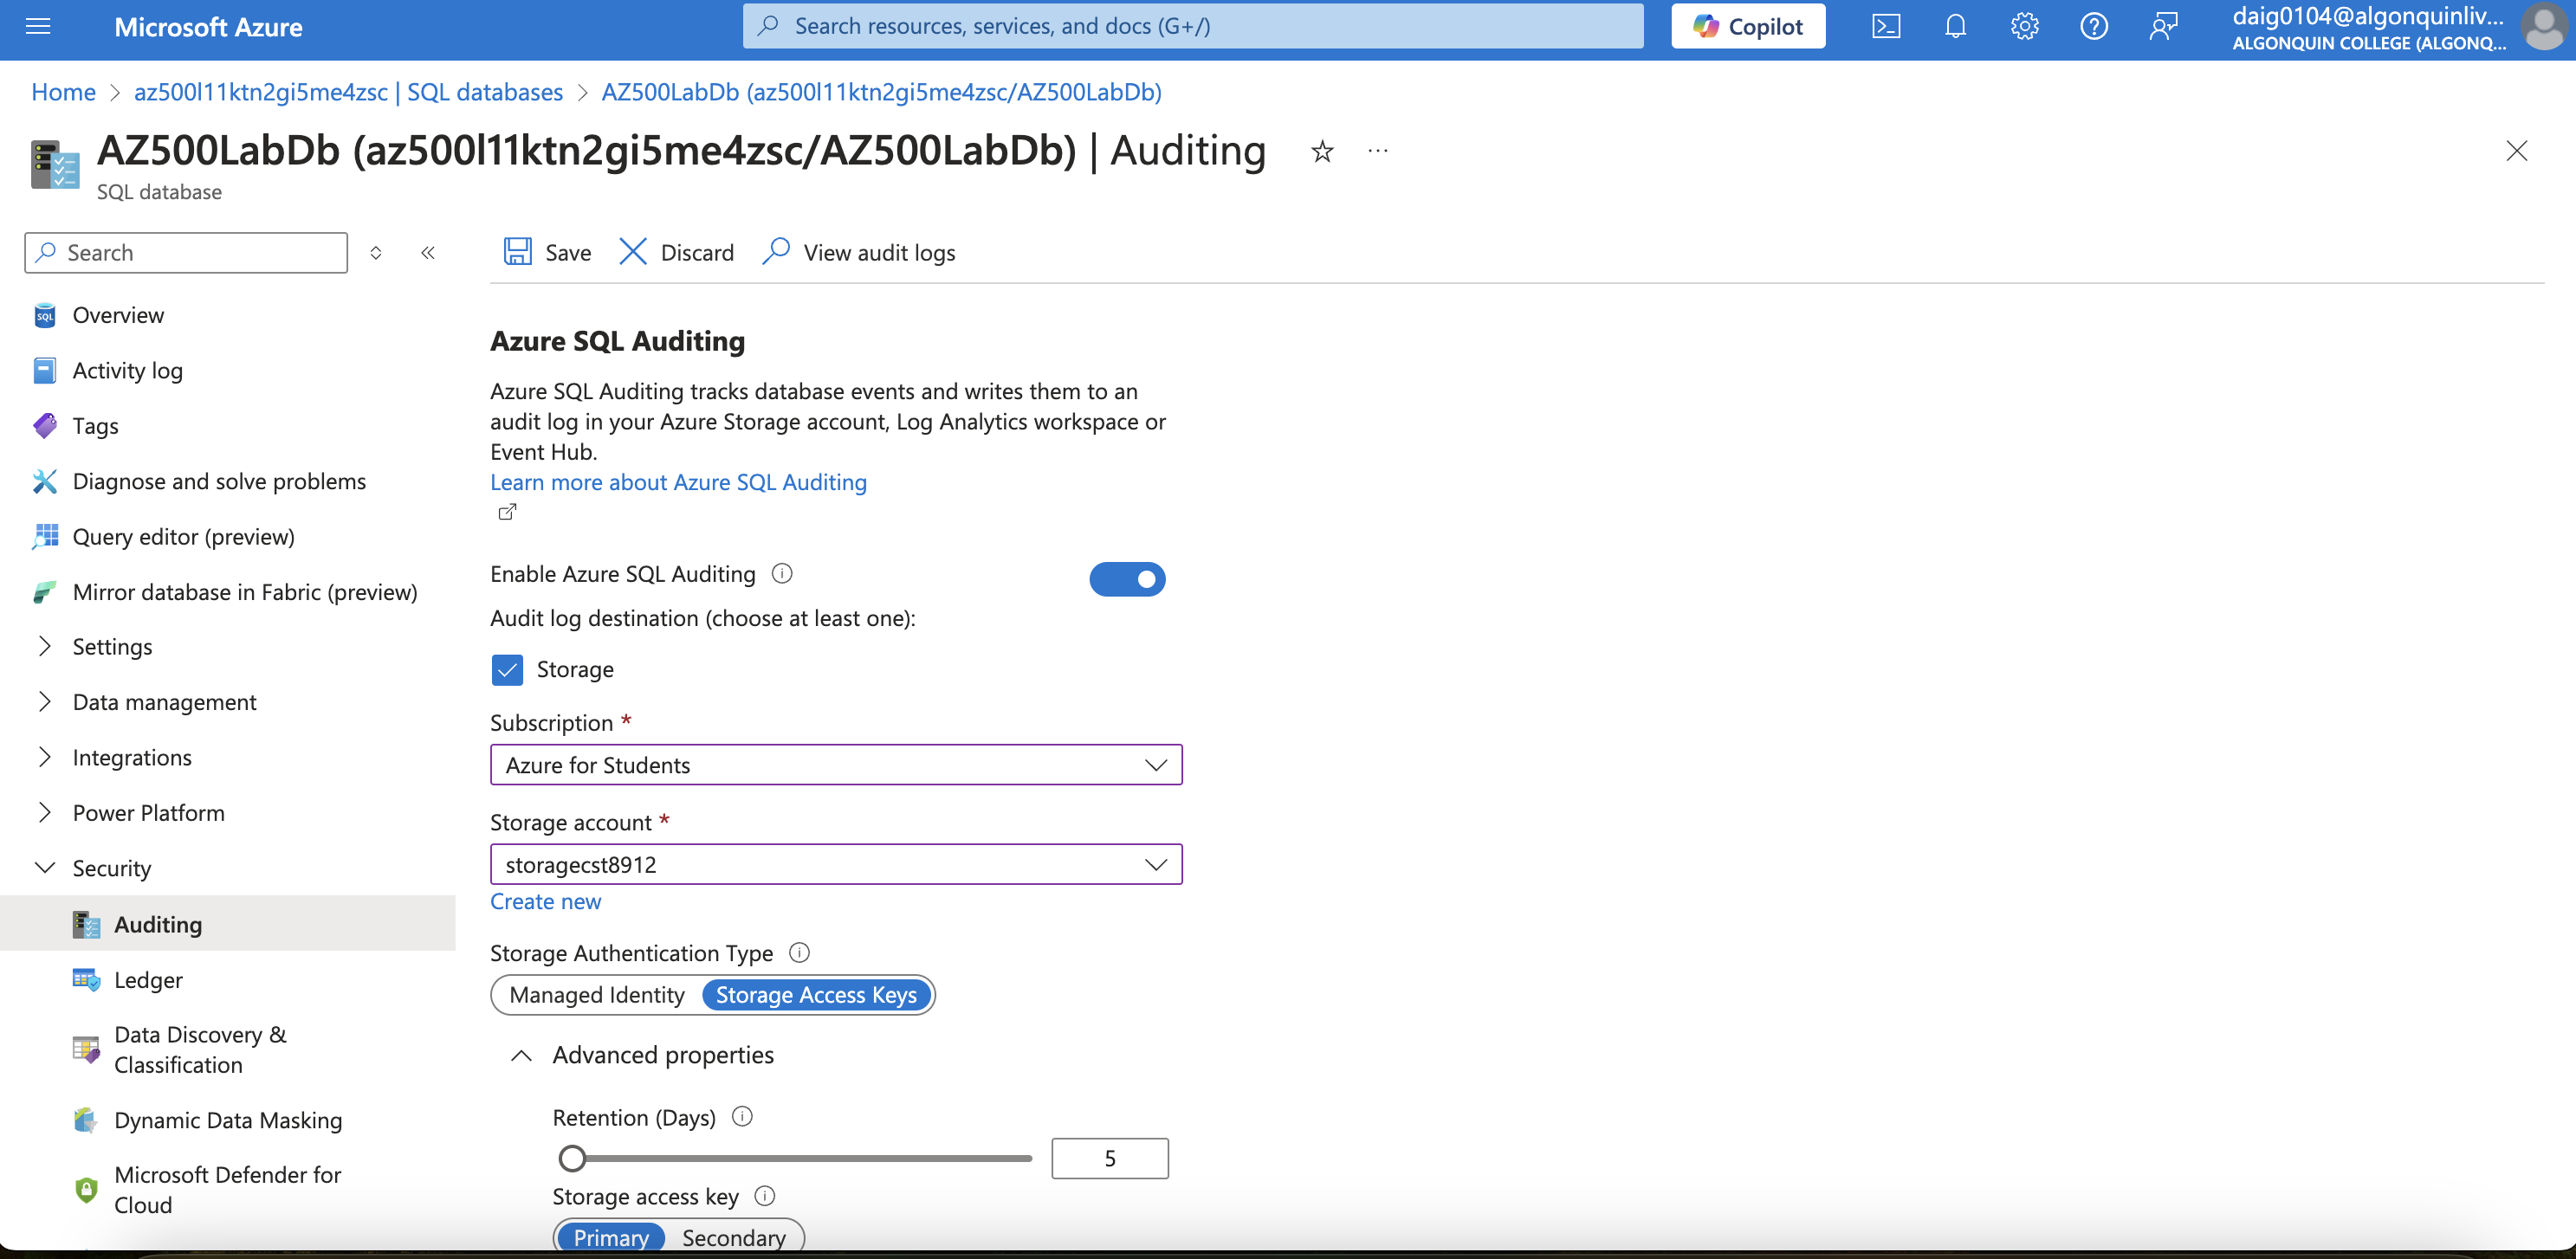 Microsoft Azure
Search resources, services, and docs (G+/)
Copilot
daig0104@algonquinliv...
ALGONQUIN COLLEGE (ALGONQ...
Home > az500l11ktn2gi5me4zsc | SQL databases > AZ500LabDb (az500l11ktn2gi5me4zsc/AZ500LabDb)
AZ500LabDb (az500l11ktn2gi5me4zsc/AZ500LabDb) | Auditing
SQL database
Search
Save
Discard
View audit logs
Overview
Activity log
Tags
Diagnose and solve problems
Query editor (preview)
Mirror database in Fabric (preview)
Settings
Data management
Integrations
Power Platform
Security
Auditing
Ledger
Data Discovery &
Classification
Dynamic Data Masking
Microsoft Defender for
Cloud
Azure SQL Auditing
Azure SQL Auditing tracks database events and writes them to an
audit log in your Azure Storage account, Log Analytics workspace or
Event Hub.
Learn more about Azure SQL Auditing
Enable Azure SQL Auditing
Audit log destination (choose at least one):
Storage
Subscription *
Azure for Students
Storage account *
storagecst8912
Create new
Storage Authentication Type
Managed Identity
Storage Access Keys
Advanced properties
Retention (Days)
5
Storage access key
Primary
Secondary